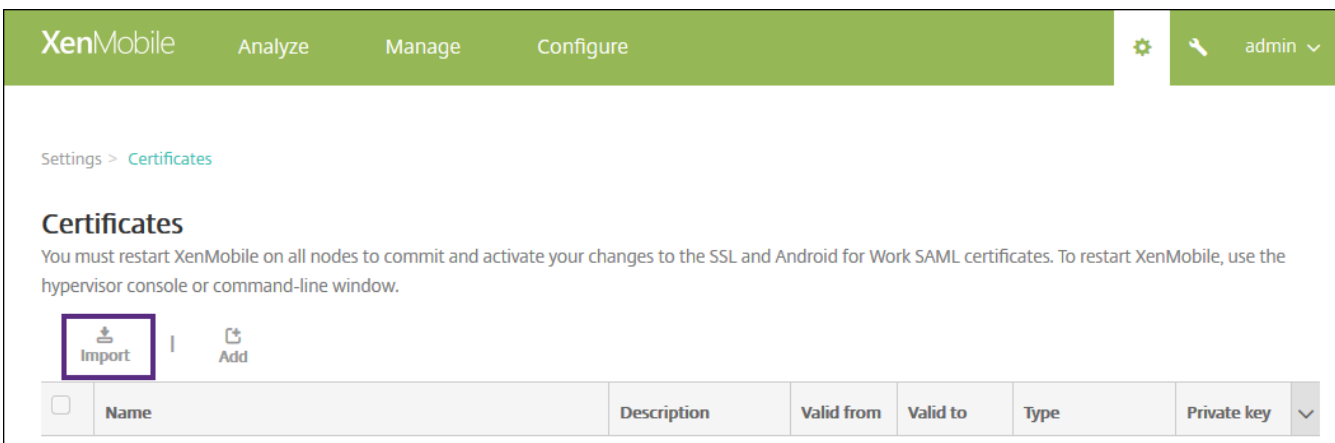 XenMobile Analyze Manage Configure admin
Settings > Certificates
Certificates
You must restart XenMobile on all nodes to commit and activate your changes to the SSL and Android for Work SAML certificates. To restart XenMobile, use the
hypervisor console or command-line window.
Import | Add
Name Description Valid from Valid to Type Private key